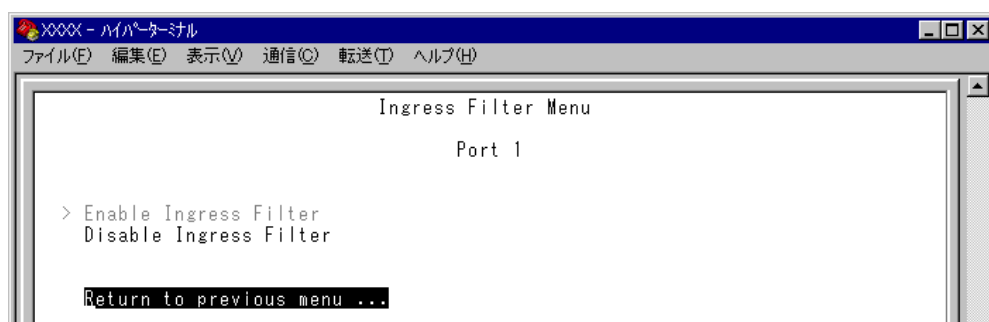 XXXX - ハイパーターミナル
ファイル(F) 編集(E) 表示(V) 通信(C) 転送(T) ヘルプ(H)
Ingress Filter Menu
Port 1
> Enable Ingress Filter
Disable Ingress Filter
Return to previous menu ...